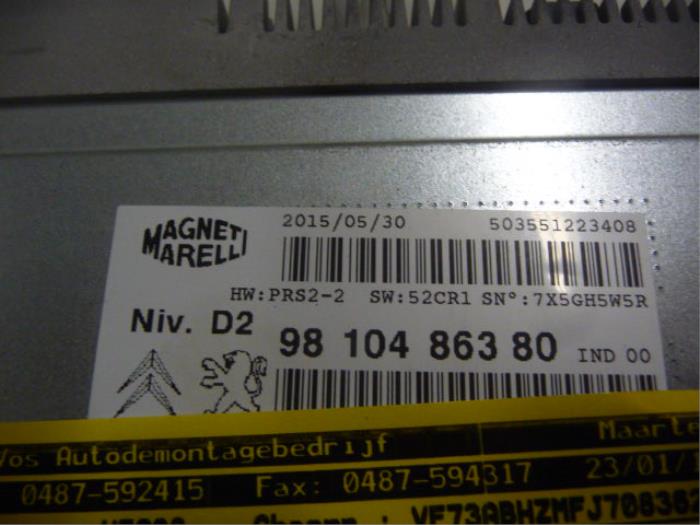 MAGNETI
MARELLI
2015/05/30 503551223408
HW:PRS2-2 SW:52CR1 SN°:7X5GH5W5R
Niv. D2 98 104 863 80 IND 00
Vos Autodemontagebedrijf
0487-592415 Fax: 0487-594317 23/01/